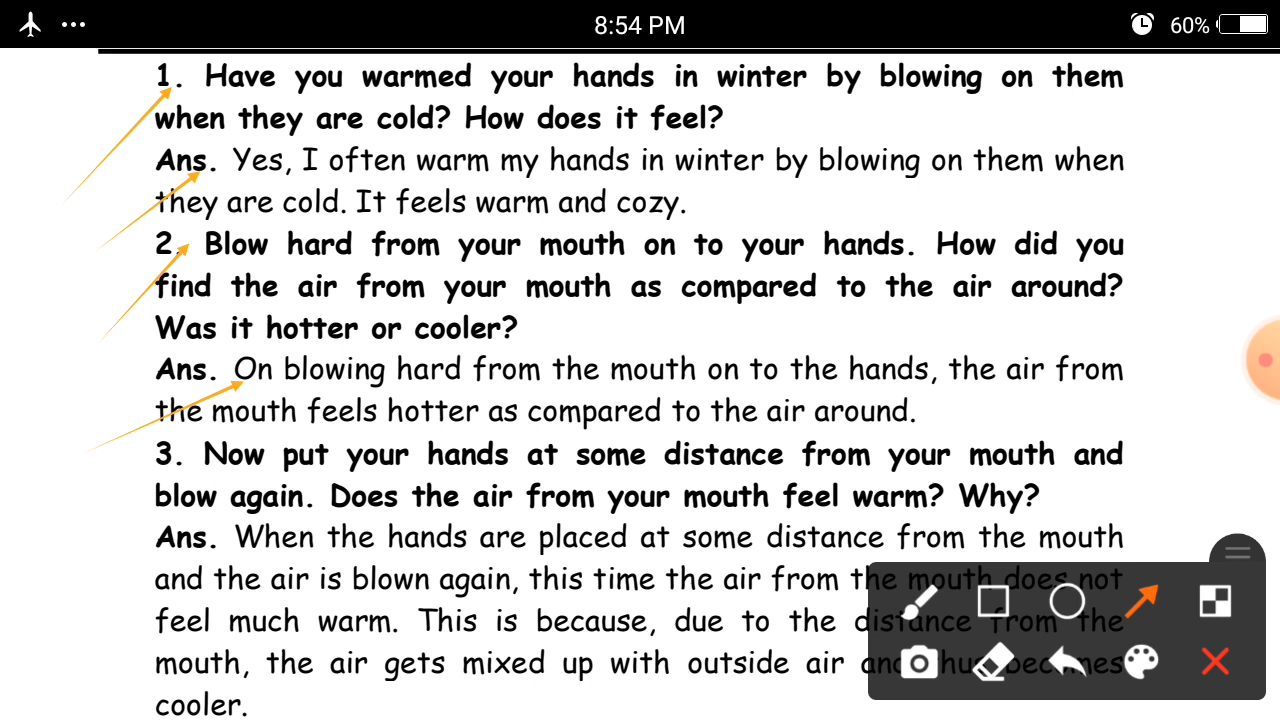 8:54 PM
60%
1. Have you warmed your hands in winter by blowing on them
when they are cold? How does it feel?
Ans. Yes, I often warm my hands in winter by blowing on them when
they are cold. It feels warm and cozy.
2. Blow hard from your mouth on to your hands. How did you
find the air from your mouth as compared to the air around?
Was it hotter or cooler?
Ans. On blowing hard from the mouth on to the hands, the air from
the mouth feels hotter as compared to the air around.
3. Now put your hands at some distance from your mouth and
blow again. Does the air from your mouth feel warm? Why?
Ans. When the hands are placed at some distance from the mouth
and the air is blown again, this time the air from the mouth does not
feel much warm. This is because, due to the distance from the
mouth, the air gets mixed up with outside air and thus becomes
cooler.